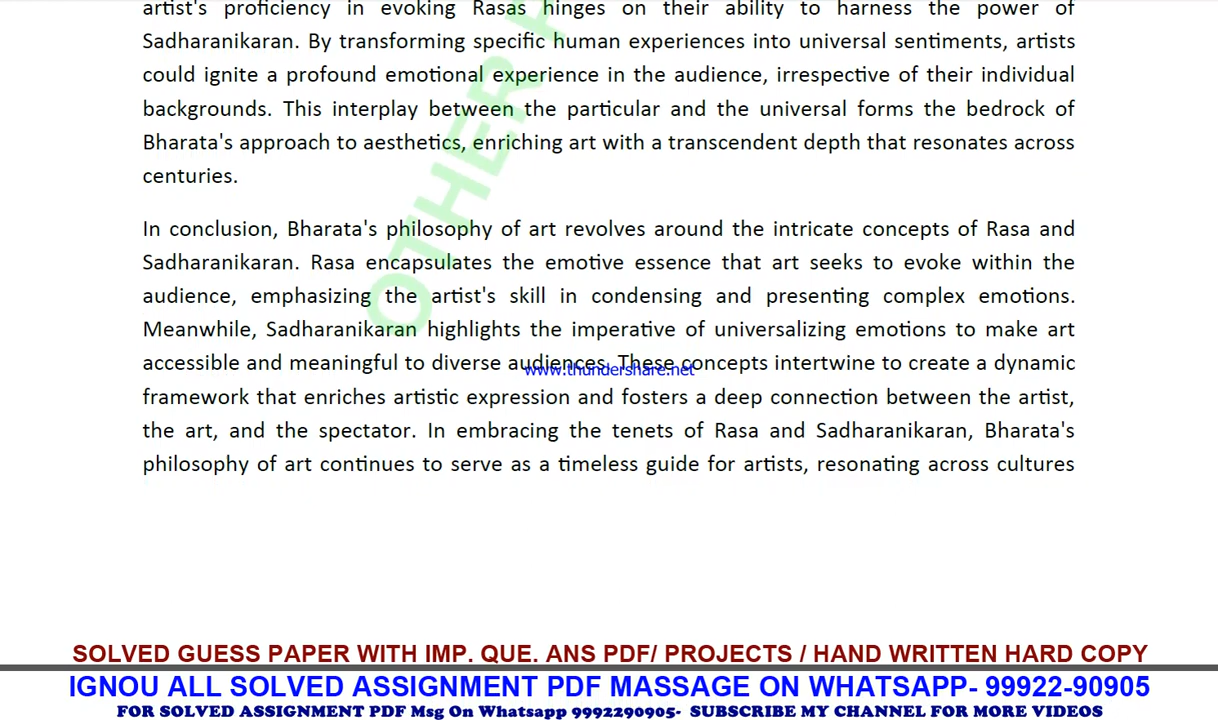 artist's proficiency in evoking Rasas hinges on their ability to harness the power of
Sadharanikaran. By transforming specific human experiences into universal sentiments, artists
could ignite a profound emotional experience in the audience, irrespective of their individual
backgrounds. This interplay between the particular and the universal forms the bedrock of
Bharata's approach to aesthetics, enriching art with a transcendent depth that resonates across
centuries.
In conclusion, Bharata's philosophy of art revolves around the intricate concepts of Rasa and
Sadharanikaran. Rasa encapsulates the emotive essence that art seeks to evoke within the
audience, emphasizing the artist's skill in condensing and presenting complex emotions.
Meanwhile, Sadharanikaran highlights the imperative of universalizing emotions to make art
accessible and meaningful to diverse audiences. These concepts intertwine to create a dynamic
www.thundershare.net
framework that enriches artistic expression and fosters a deep connection between the artist,
the art, and the spectator. In embracing the tenets of Rasa and Sadharanikaran, Bharata's
philosophy of art continues to serve as a timeless guide for artists, resonating across cultures
OTHER
SOLVED GUESS PAPER WITH IMP. QUE. ANS PDF/ PROJECTS / HAND WRITTEN HARD COPY
IGNOU ALL SOLVED ASSIGNMENT PDF MASSAGE ON WHATSAPP- 99922-90905
FOR SOLVED ASSIGNMENT PDF Msg On Whatsapp 9992290905- SUBSCRIBE MY CHANNEL FOR MORE VIDEOS